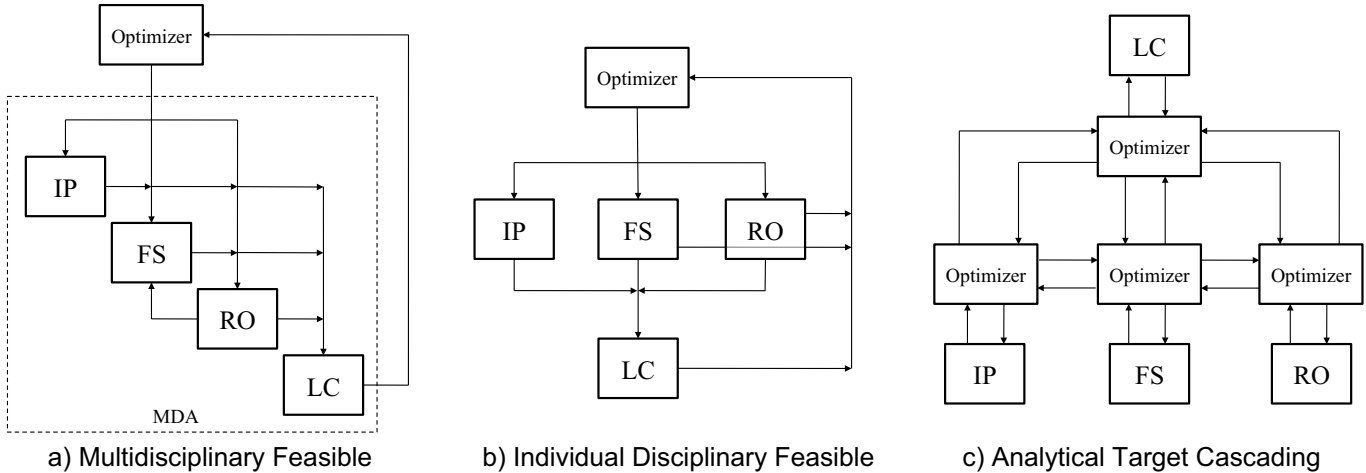 Optimizer
IP
FS
RO
LC
MDA
a) Multidisciplinary Feasible
Optimizer
IP
FS
RO
LC
b) Individual Disciplinary Feasible
LC
Optimizer
Optimizer
Optimizer
Optimizer
IP
FS
RO
c) Analytical Target Cascading